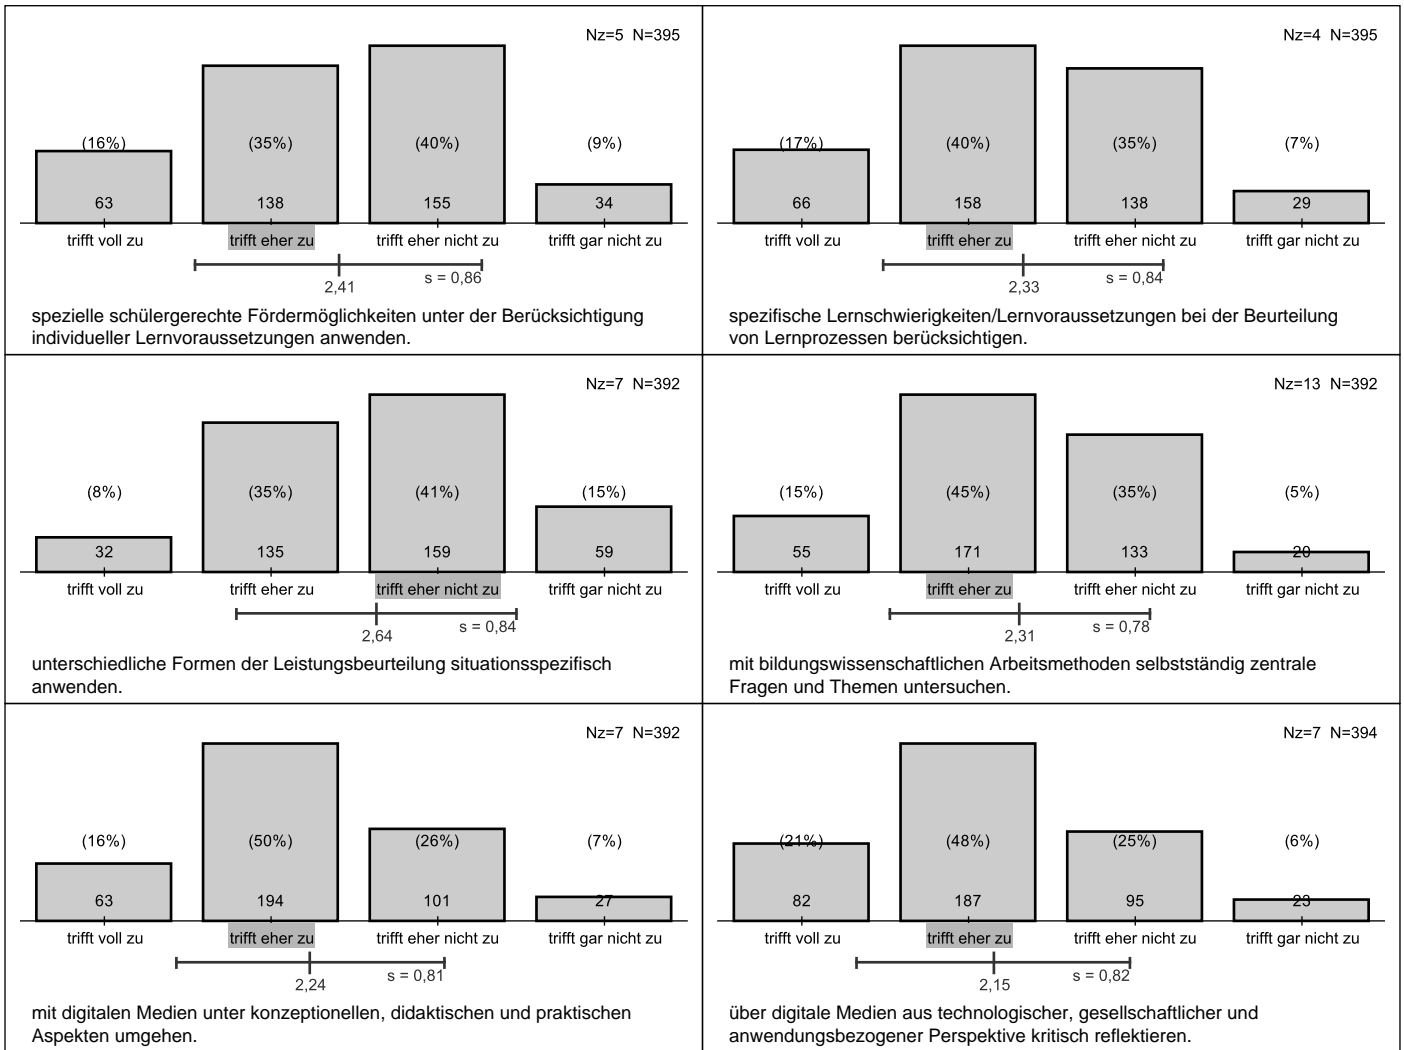 Nz=5  N=395
(16%) (35%) (40%) (9%)
63 138 155 34
trifft voll zu trifft eher zu trifft eher nicht zu trifft gar nicht zu
s = 0,86
2,41
spezielle schülergerechte Fördermöglichkeiten unter der Berücksichtigung
individueller Lernvoraussetzungen anwenden.
Nz=4  N=395
(17%) (40%) (35%) (7%)
66 158 138 29
trifft voll zu trifft eher zu trifft eher nicht zu trifft gar nicht zu
s = 0,84
2,33
spezifische Lernschwierigkeiten/Lernvoraussetzungen bei der Beurteilung
von Lernprozessen berücksichtigen.
Nz=7  N=392
(8%) (35%) (41%) (15%)
32 135 159 59
trifft voll zu trifft eher zu trifft eher nicht zu trifft gar nicht zu
s = 0,84
2,64
unterschiedliche Formen der Leistungsbeurteilung situationsspezifisch
anwenden.
Nz=13  N=392
(15%) (45%) (35%) (5%)
55 171 133 20
trifft voll zu trifft eher zu trifft eher nicht zu trifft gar nicht zu
s = 0,78
2,31
mit bildungswissenschaftlichen Arbeitsmethoden selbstständig zentrale
Fragen und Themen untersuchen.
Nz=7  N=392
(16%) (50%) (26%) (7%)
63 194 101 27
trifft voll zu trifft eher zu trifft eher nicht zu trifft gar nicht zu
s = 0,81
2,24
mit digitalen Medien unter konzeptionellen, didaktischen und praktischen
Aspekten umgehen.
Nz=7  N=394
(21%) (48%) (25%) (6%)
82 187 95 23
trifft voll zu trifft eher zu trifft eher nicht zu trifft gar nicht zu
s = 0,82
2,15
über digitale Medien aus technologischer, gesellschaftlicher und
anwendungsbezogener Perspektive kritisch reflektieren.